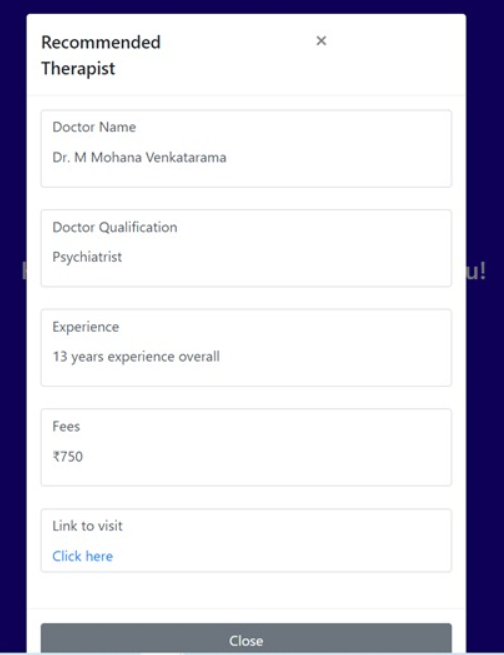 Recommended
Therapist
×
Doctor Name
Dr. M Mohana Venkatarama
Doctor Qualification
Psychiatrist
u!
Experience
13 years experience overall
Fees
₹750
Link to visit
Click here
Close